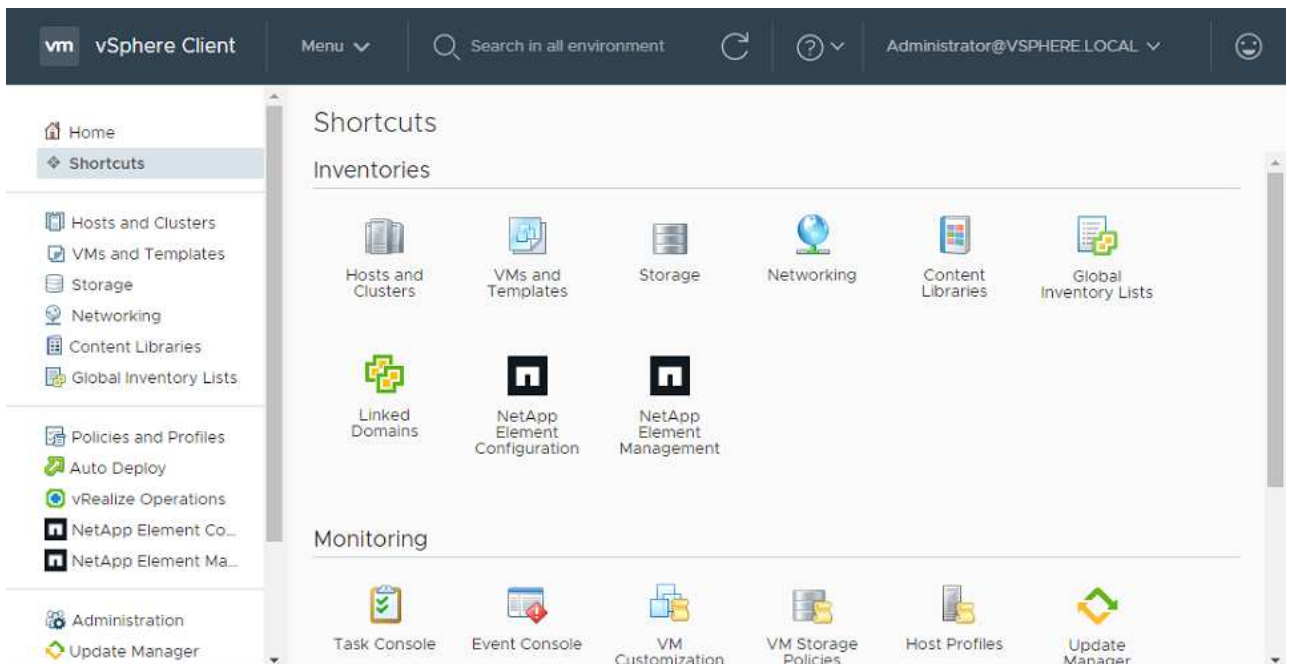 vm vSphere Client Menu Search in all environment Administrator@VSPHERE.LOCAL
Home
Shortcuts
Hosts and Clusters
VMs and Templates
Storage
Networking
Content Libraries
Global Inventory Lists
Policies and Profiles
Auto Deploy
vRealize Operations
NetApp Element Co...
NetApp Element Ma...
Administration
Update Manager
Shortcuts
Inventories
Hosts and
Clusters
VMs and
Templates
Storage
Networking
Content
Libraries
Global
Inventory Lists
Linked
Domains
NetApp
Element
Configuration
NetApp
Element
Management
Monitoring
Task Console
Event Console
VM
Customization
VM Storage
Policies
Host Profiles
Update
Manager